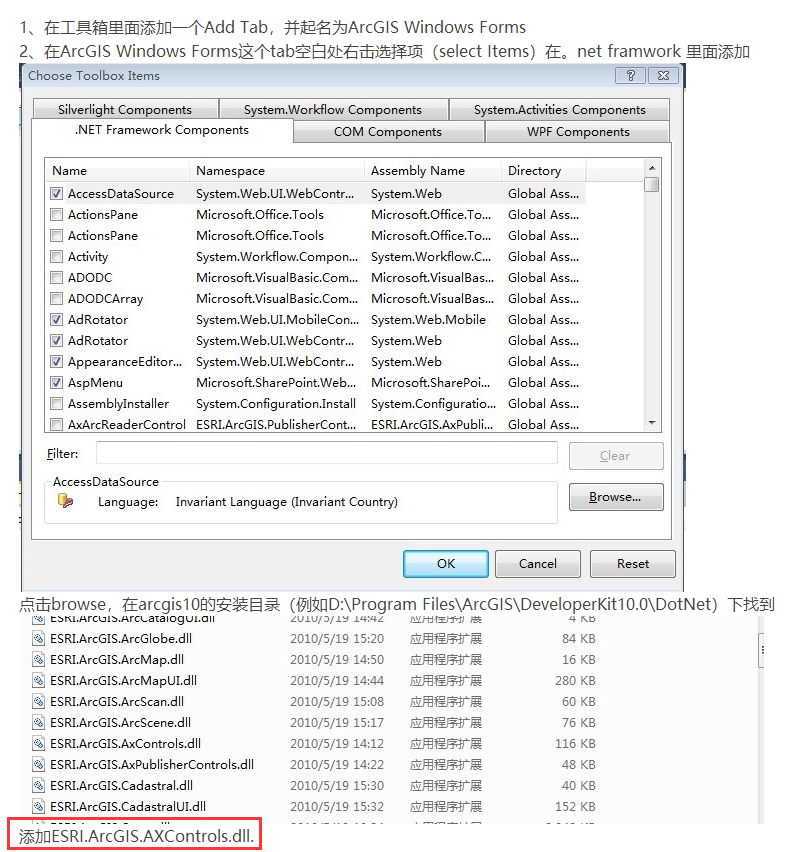 1、在工具箱里面添加一个Add Tab，并起名为ArcGIS Windows Forms
2、在ArcGIS Windows Forms这个tab空白处右击选择项（select Items）在。net framwork 里面添加
Choose Toolbox Items
Silverlight Components System.Workflow Components System.Activities Components
.NET Framework Components COM Components WPF Components
Name Namespace Assembly Name Directory
AccessDataSource System.Web.UI.WebContr... System.Web Global Ass...
ActionsPane Microsoft.Office.Tools Microsoft.Office.To... Global Ass...
ActionsPane Microsoft.Office.Tools Microsoft.Office.To... Global Ass...
Activity System.Workflow.Compon... System.Workflow.C... Global Ass...
ADODC Microsoft.VisualBasic.Com... Microsoft.VisualBas... Global Ass...
ADODCArray Microsoft.VisualBasic.Com... Microsoft.VisualBas... Global Ass...
AdRotator System.Web.UI.MobileCon... System.Web.Mobile Global Ass...
AdRotator System.Web.UI.WebContr... System.Web Global Ass...
AppearanceEditor... System.Web.UI.WebContr... System.Web Global Ass...
AspMenu Microsoft.SharePoint.Web... Microsoft.SharePoi... Global Ass...
AssemblyInstaller System.Configuration.Install System.Configuratio... Global Ass...
AxArcReaderControl ESRI.ArcGIS.PublisherCont... ESRI.ArcGIS.AxPubli... Global Ass...
Filter: Clear
AccessDataSource
Language: Invariant Language (Invariant Country) Browse...
OK Cancel Reset
点击browse，在arcgis10的安装目录（例如D:\Program Files\ArcGIS\DeveloperKit10.0\DotNet）下找到
ESRI.ArcGIS.ArcCatalogUI.dll 2010/5/19 14:42 应用程序扩展 4 KB
ESRI.ArcGIS.ArcGlobe.dll 2010/5/19 15:20 应用程序扩展 84 KB
ESRI.ArcGIS.ArcMap.dll 2010/5/19 14:50 应用程序扩展 16 KB
ESRI.ArcGIS.ArcMapUI.dll 2010/5/19 14:44 应用程序扩展 280 KB
ESRI.ArcGIS.ArcScan.dll 2010/5/19 15:08 应用程序扩展 60 KB
ESRI.ArcGIS.ArcScene.dll 2010/5/19 15:17 应用程序扩展 76 KB
ESRI.ArcGIS.AxControls.dll 2010/5/19 14:12 应用程序扩展 116 KB
ESRI.ArcGIS.AxPublisherControls.dll 2010/5/19 14:22 应用程序扩展 48 KB
ESRI.ArcGIS.Cadastral.dll 2010/5/19 15:30 应用程序扩展 40 KB
ESRI.ArcGIS.CadastralUI.dll 2010/5/19 15:32 应用程序扩展 152 KB
添加ESRI.ArcGIS.AXControls.dll.